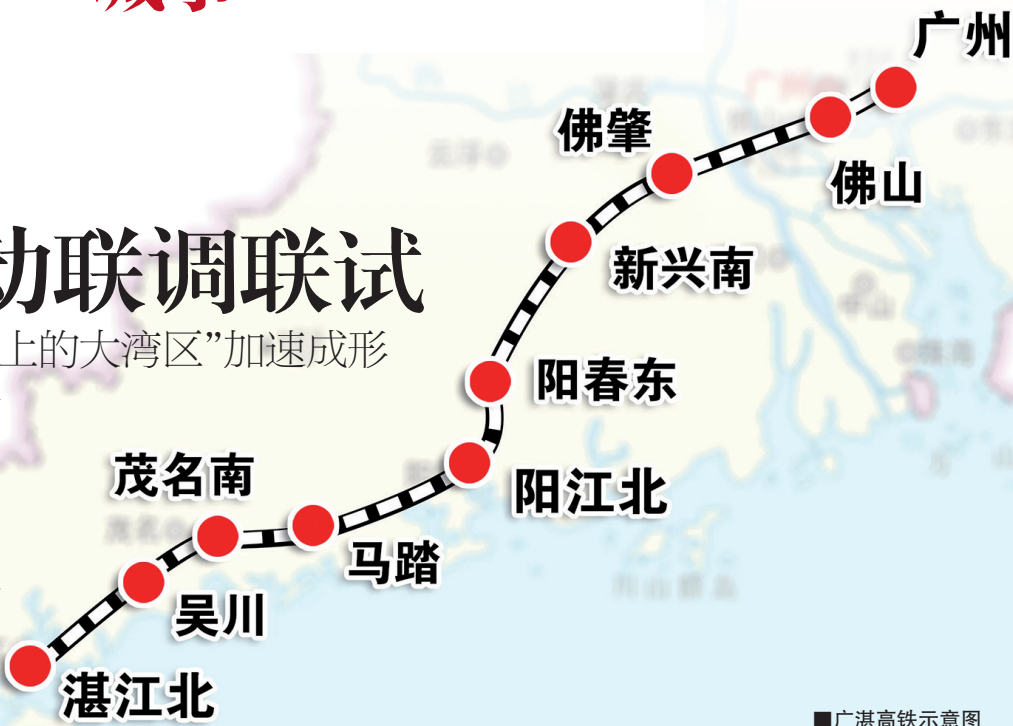 广州
佛肇
佛山
动联调联试
新兴南
上的大湾区”加速成形
阳春东
茂名南
阳江北
马踏
吴川
湛江北
■广湛高铁示意图